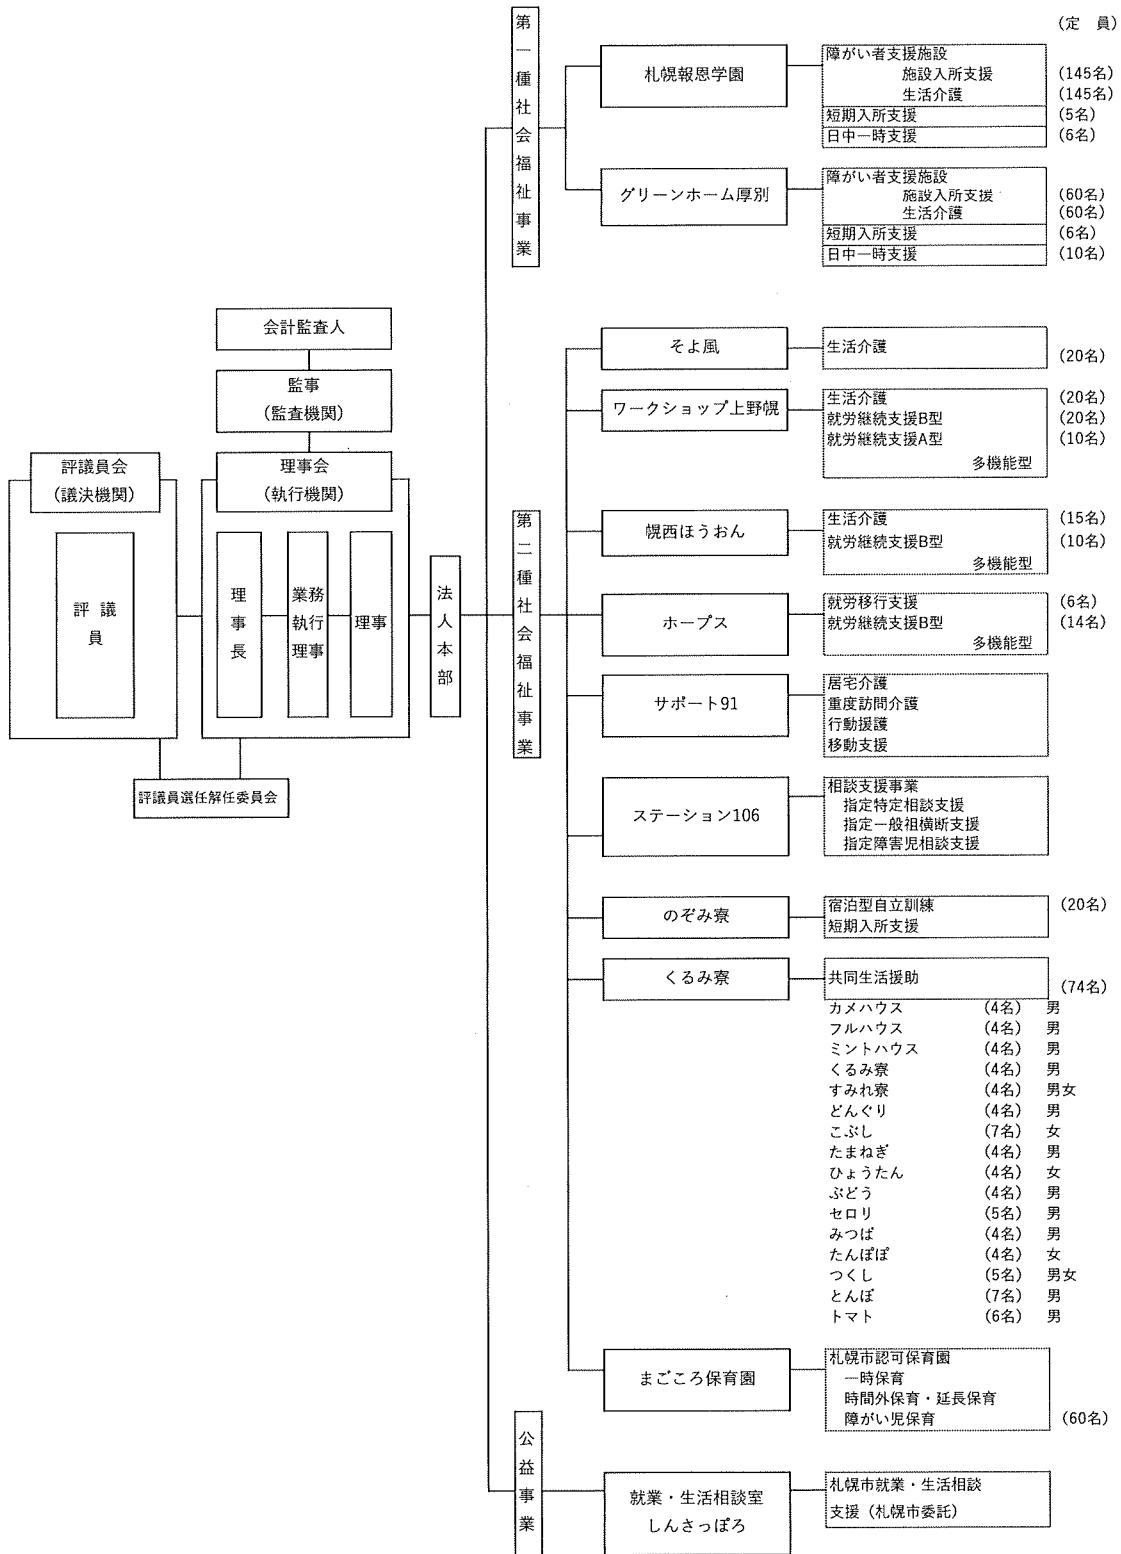 (定　員)
第一種社会福祉事業
札幌報恩学園
障がい者支援施設
施設入所支援 (145名)
生活介護 (145名)
短期入所支援 (5名)
日中一時支援 (6名)
グリーンホーム厚別
障がい者支援施設
施設入所支援 (60名)
生活介護 (60名)
短期入所支援 (6名)
日中一時支援 (10名)
会計監査人
監事
(監査機関)
評議員会
(議決機関)
評議員
理事会
(執行機関)
理事長
業務執行理事
理事
評議員選任解任委員会
法人本部
第二種社会福祉事業
そよ風
生活介護 (20名)
ワークショップ上野幌
生活介護 (20名)
就労継続支援B型 (20名)
就労継続支援A型 (10名)
多機能型
幌西ほうおん
生活介護 (15名)
就労継続支援B型 (10名)
多機能型
ホープス
就労移行支援 (6名)
就労継続支援B型 (14名)
多機能型
サポート91
居宅介護
重度訪問介護
行動援護
移動支援
ステーション106
相談支援事業
指定特定相談支援
指定一般祖横断支援
指定障害児相談支援
のぞみ寮
宿泊型自立訓練 (20名)
短期入所支援
くるみ寮
共同生活援助 (74名)
カメハウス (4名) 男
フルハウス (4名) 男
ミントハウス (4名) 男
くるみ寮 (4名) 男
すみれ寮 (4名) 男女
どんぐり (4名) 男
こぶし (7名) 女
たまねぎ (4名) 男
ひょうたん (4名) 女
ぶどう (4名) 男
セロリ (5名) 男
みつば (4名) 男
たんぽぽ (4名) 女
つくし (5名) 男女
とんぼ (7名) 男
トマト (6名) 男
まごころ保育園
札幌市認可保育園
一時保育
時間外保育・延長保育
障がい児保育 (60名)
公益事業
就業・生活相談室
しんさっぽろ
札幌市就業・生活相談
支援（札幌市委託）